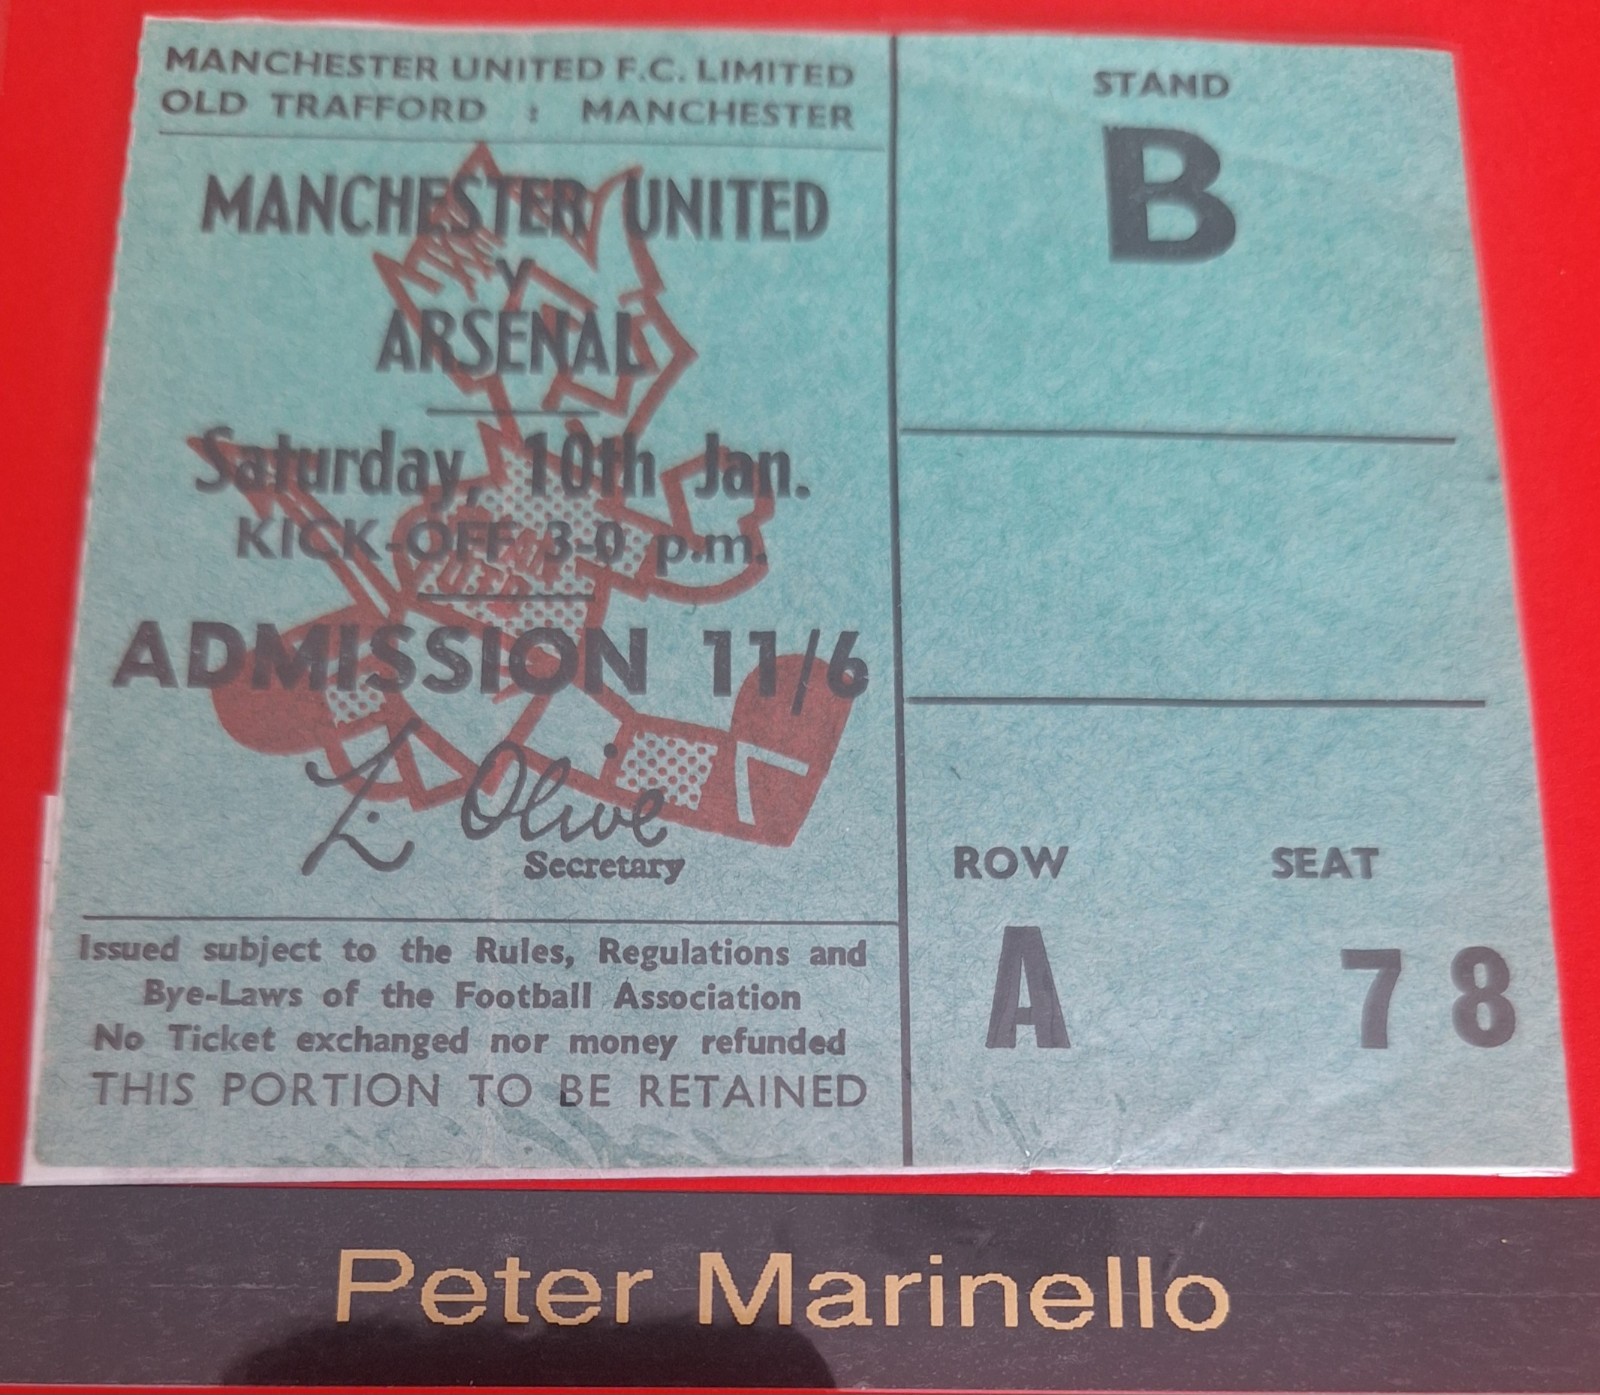 MANCHESTER UNITED F.C. LIMITED
OLD TRAFFORD : MANCHESTER
MANCHESTER UNITED
v
ARSENAL
Saturday, 10th Jan.
KICK-OFF 3-0 p.m.
ADMISSION 11/6
L. Olive
Secretary
Issued subject to the Rules, Regulations and
Bye-Laws of the Football Association
No Ticket exchanged nor money refunded
THIS PORTION TO BE RETAINED
STAND
B
ROW SEAT
A 78
Peter Marinello